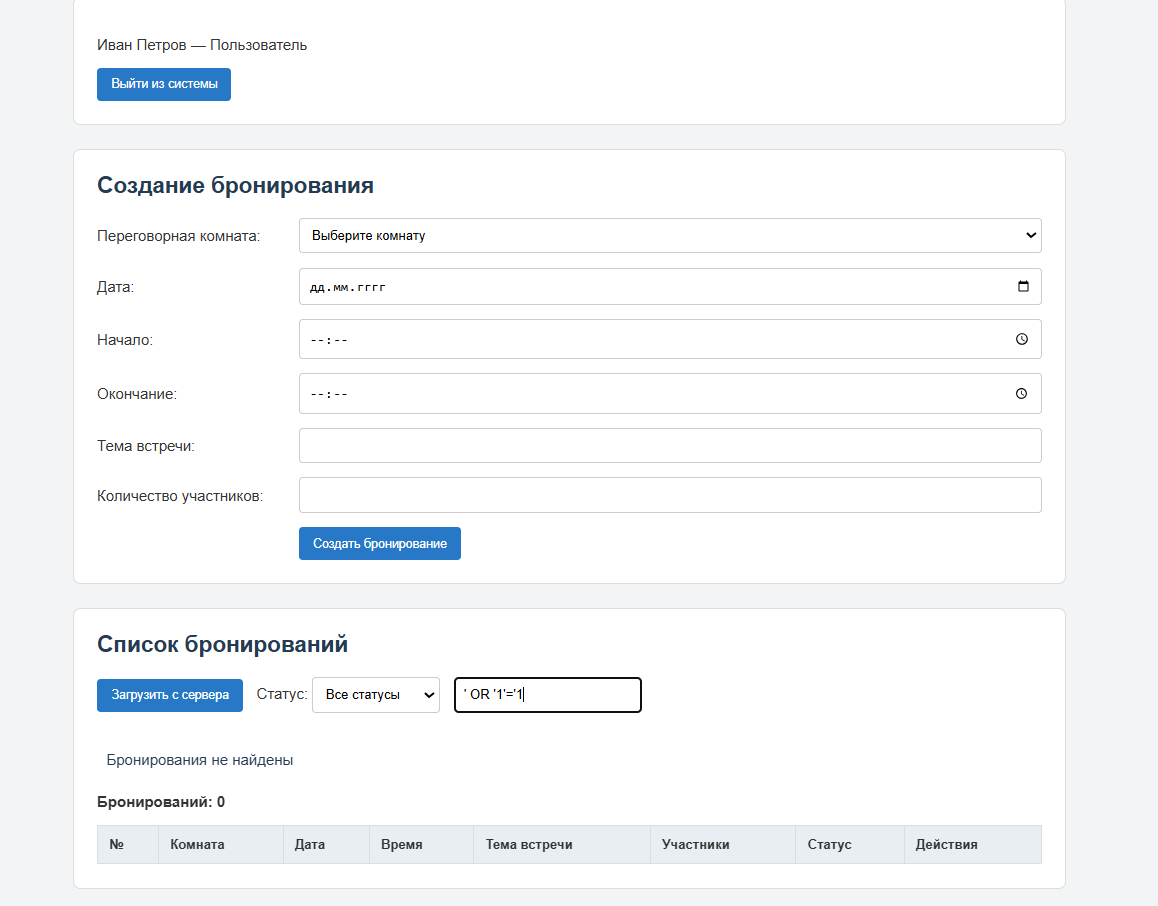 Иван Петров — Пользователь
Выйти из системы
Создание бронирования
Переговорная комната: Выберите комнату
Дата: дд.мм.гггг
Начало: --:--
Окончание: --:--
Тема встречи:
Количество участников:
Создать бронирование
Список бронирований
Загрузить с сервера Статус: Все статусы ' OR '1'='1
Бронирования не найдены
Бронирований: 0
№ Комната Дата Время Тема встречи Участники Статус Действия